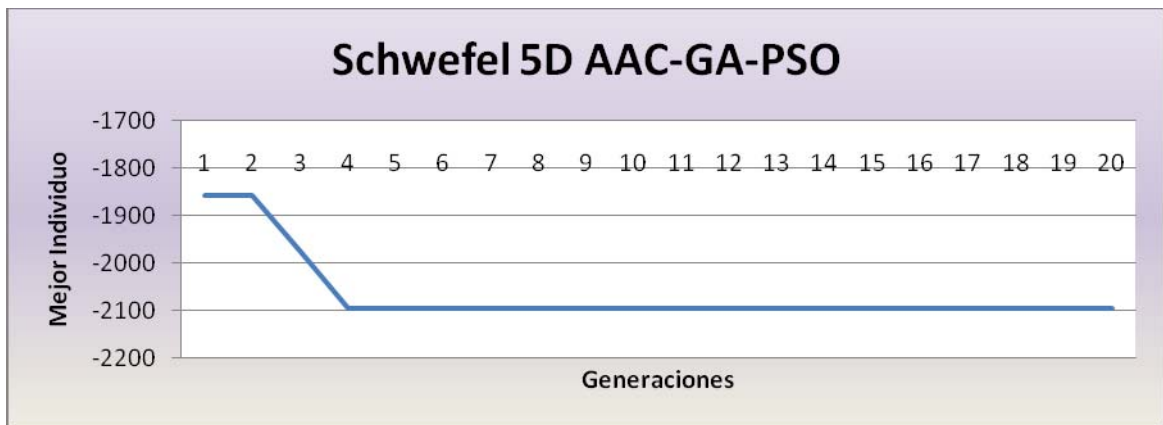 Schwefel 5D AAC-GA-PSO
Mejor Individuo
-1700
-1800
-1900
-2000
-2100
-2200
1 2 3 4 5 6 7 8 9 10 11 12 13 14 15 16 17 18 19 20
Generaciones